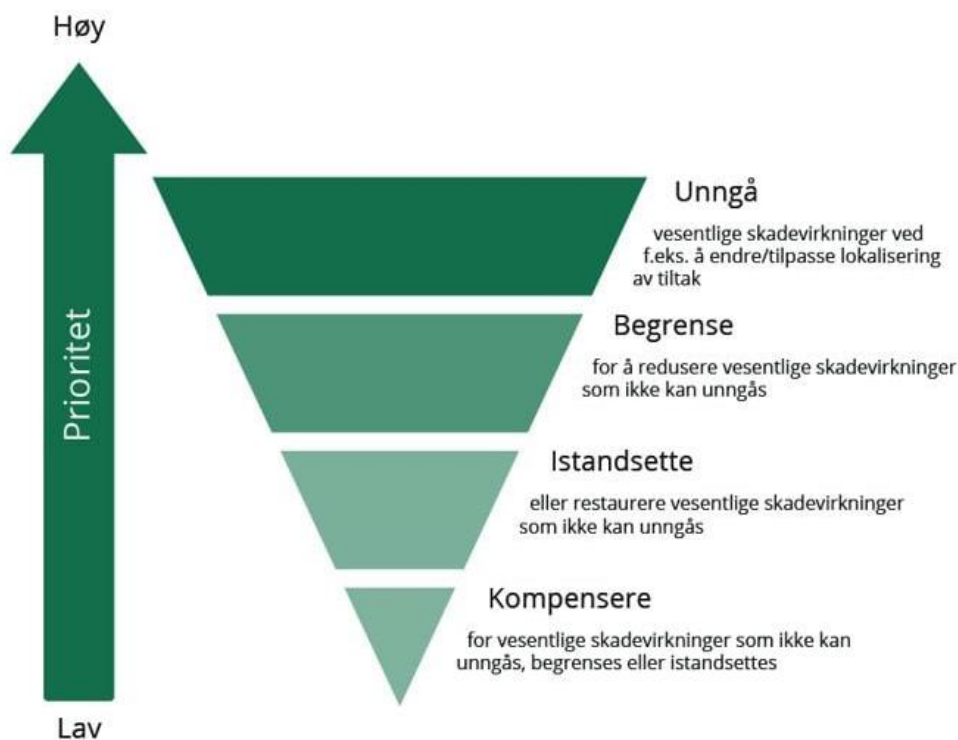 Høy
Prioritet
Unngå
vesentlige skadevirkninger ved
f.eks. å endre/tilpasse lokalisering
av tiltak
Begrense
for å redusere vesentlige skadevirkninger
som ikke kan unngås
Istandsette
eller restaurere vesentlige skadevirkninger
som ikke kan unngås
Kompensere
for vesentlige skadevirkninger som ikke kan
unngås, begrenses eller istandsettes
Lav